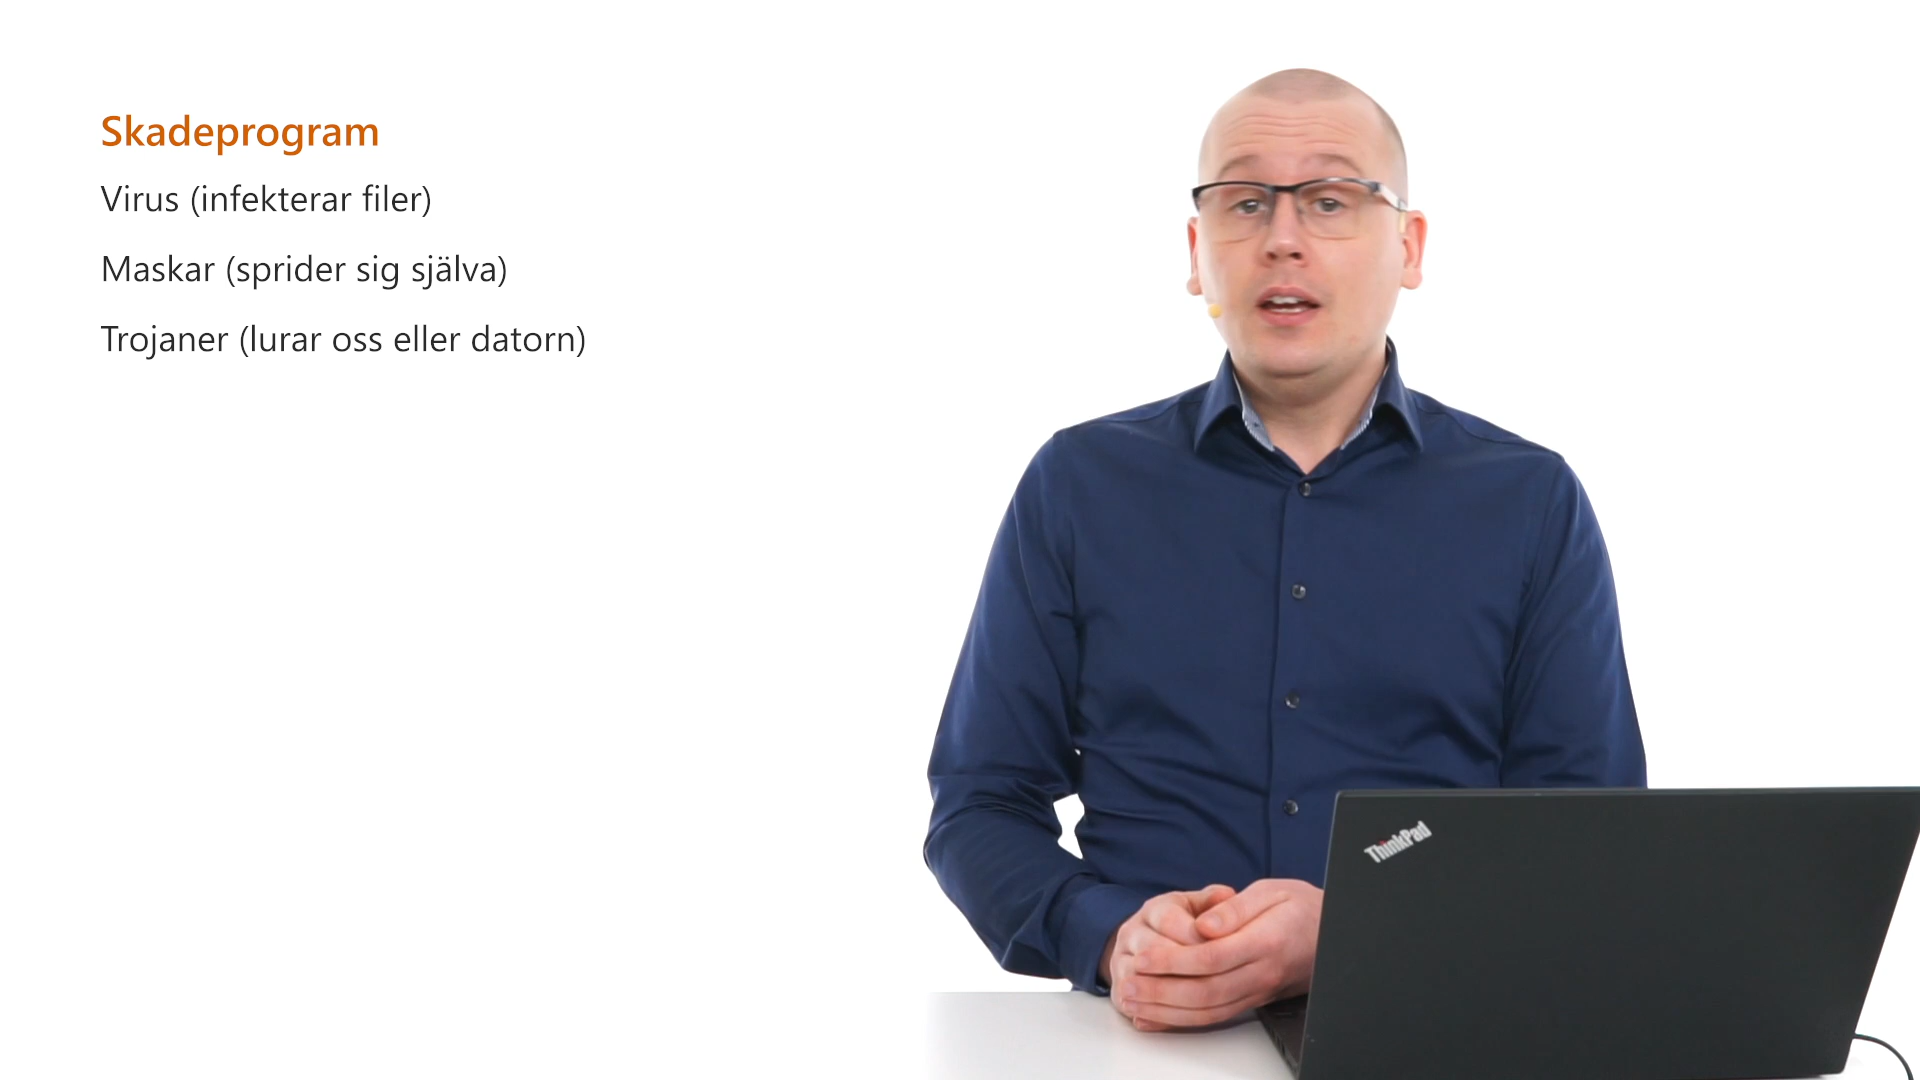 Skadeprogram
Virus (infekterar filer)
Maskar (sprider sig själva)
Trojaner (lurar oss eller datorn)
ThinkPad